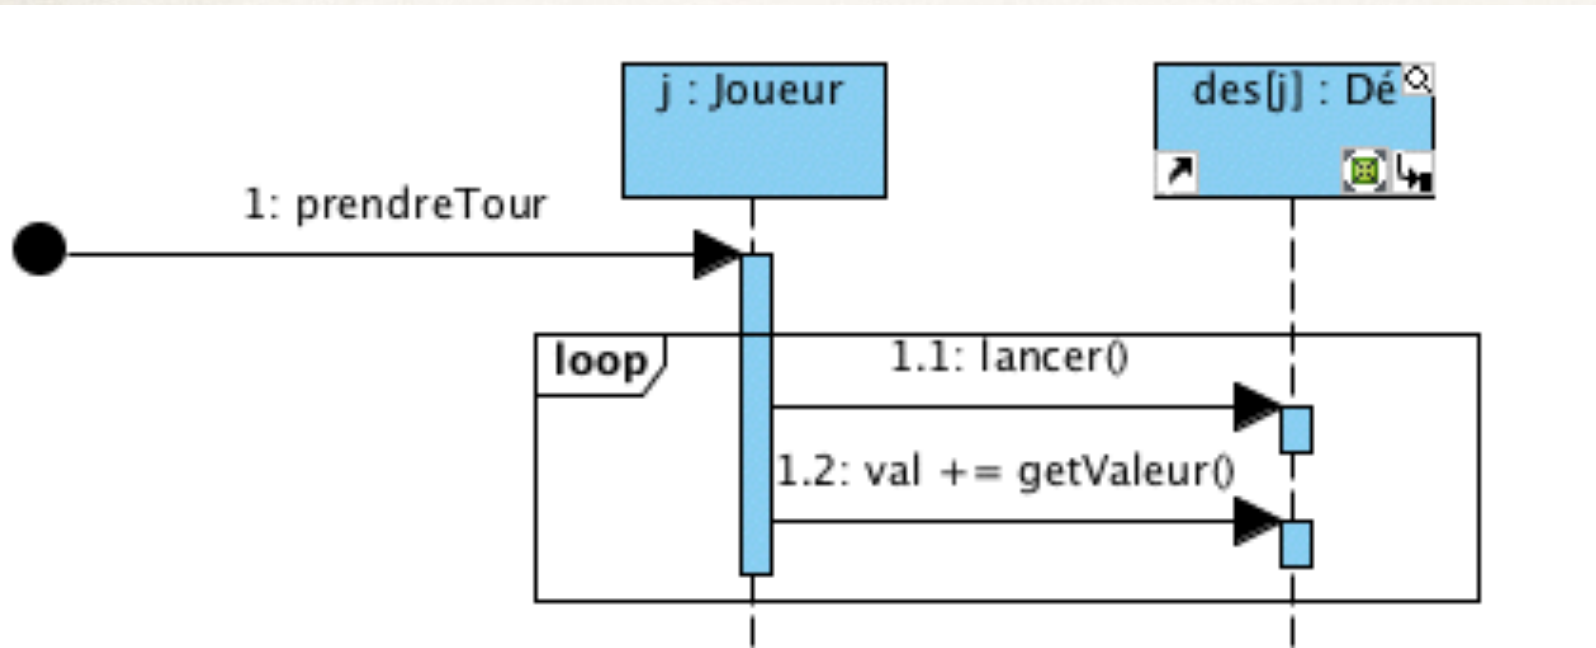 j : Joueur
des[j] : Dé
1: prendreTour
loop
1.1: lancer()
1.2: val += getValeur()